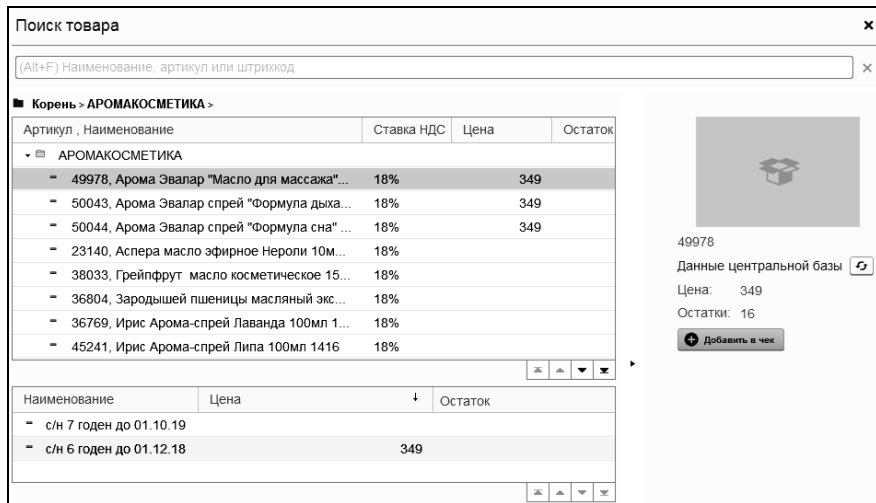 Поиск товара
(Alt+F) Наименование, артикул или штрихкод
Корень > АРОМАКОСМЕТИКА >
Артикул , Наименование Ставка НДС Цена Остаток
АРОМАКОСМЕТИКА
49978, Арома Эвалар "Масло для массажа"... 18% 349
50043, Арома Эвалар спрей "Формула дыха... 18% 349
50044, Арома Эвалар спрей "Формула сна" ... 18% 349
23140, Аспера масло эфирное Нероли 10м... 18%
38033, Грейпфрут масло косметическое 15... 18%
36804, Зародышей пшеницы масляный экс... 18%
36769, Ирис Арома-спрей Лаванда 100мл 1... 18%
45241, Ирис Арома-спрей Липа 100мл 1416 18%
Наименование Цена Остаток
с/н 7 годен до 01.10.19
с/н 6 годен до 01.12.18 349
49978
Данные центральной базы
Цена: 349
Остатки: 16
Добавить в чек